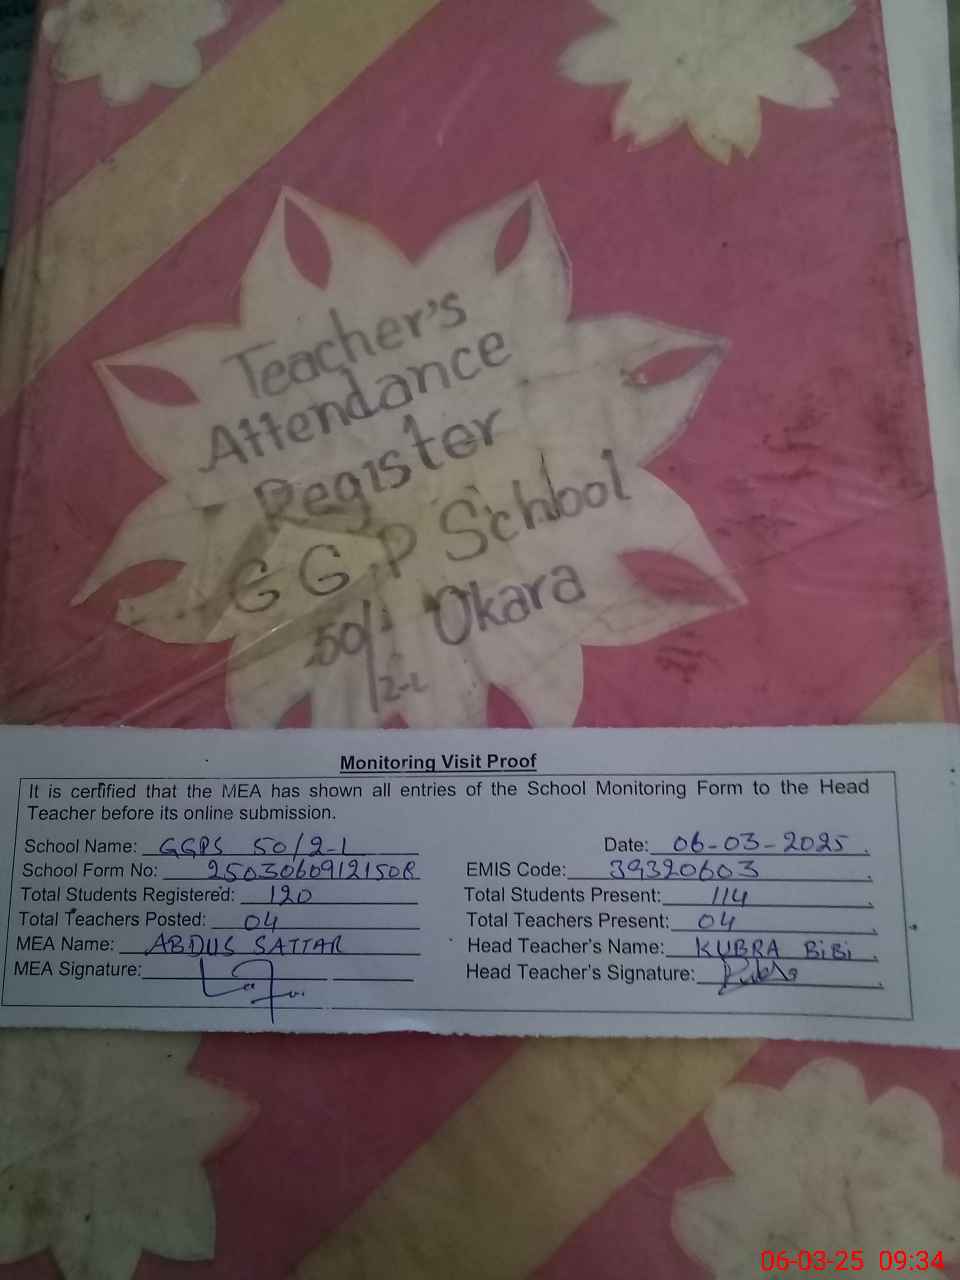 Teacher's
Attendance
Register
G G P School
50/2-L Okara
Monitoring Visit Proof
It is certified that the MEA has shown all entries of the School Monitoring Form to the Head
Teacher before its online submission.
School Name: GGPS 50/2-L Date: 06-03-2025
School Form No: EMIS Code: 39320603
Total Students Registered: 120 Total Students Present: 114
Total Teachers Posted: 04 Total Teachers Present: 04
MEA Name: ABDUS SATTAR Head Teacher's Name: KUBRA BiBi
MEA Signature: Head Teacher's Signature:
06-03-25 09:34